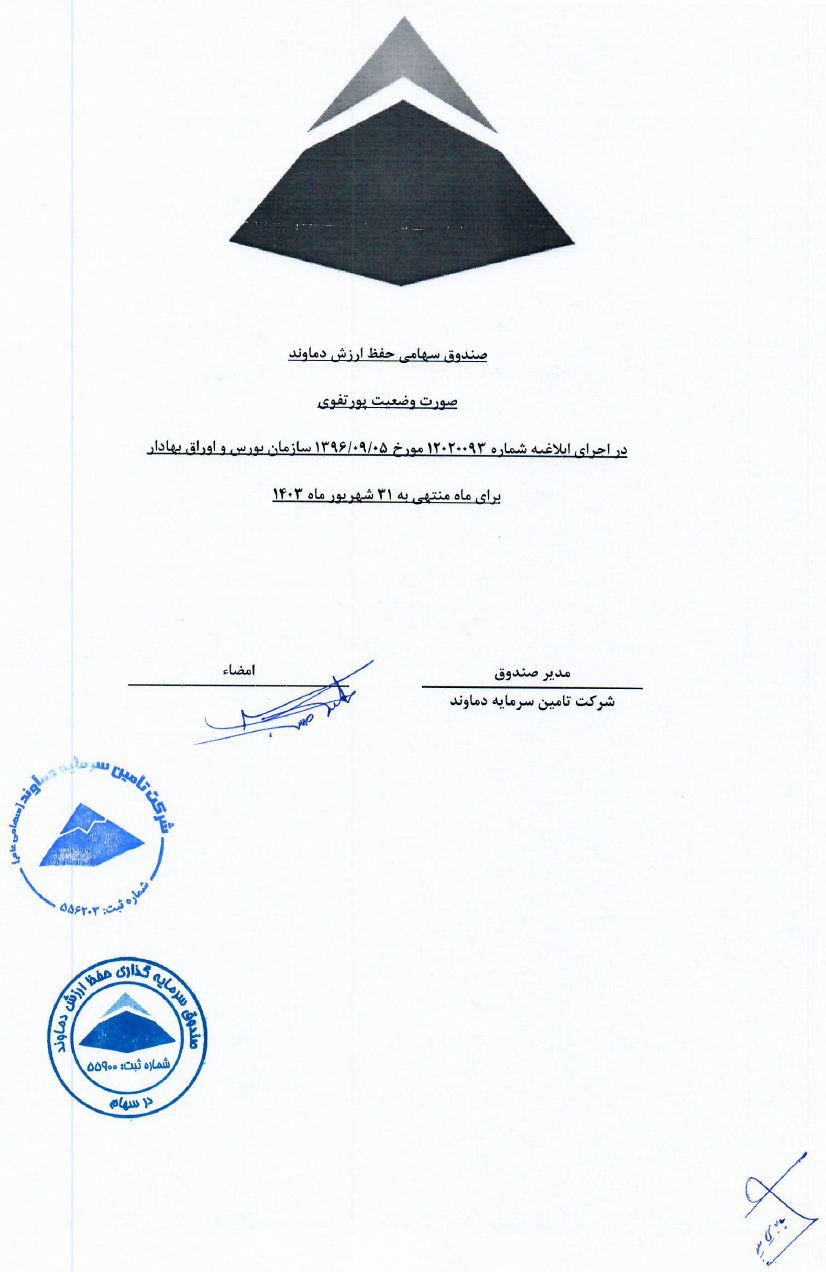 صندوق سهامی حفظ ارزش دماوند
صورت وضعیت پورتفوی
در اجرای ابلاغیه شماره ۱۲۰۲۰۰۹۳ مورخ ۱۳۹۶/۰۹/۰۵ سازمان بورس و اوراق بهادار
برای ماه منتهی به ۳۱ شهریور ماه ۱۴۰۳
مدیر صندوق
امضاء
شرکت تامین سرمایه دماوند
شرکت تامین سرمایه دماوند (سهامی عام)
شماره ثبت: ۵۵۶۲۰۳
صندوق سرمایه گذاری حفظ ارزش دماوند
شماره ثبت: ۵۵۹۰۰
در سهام